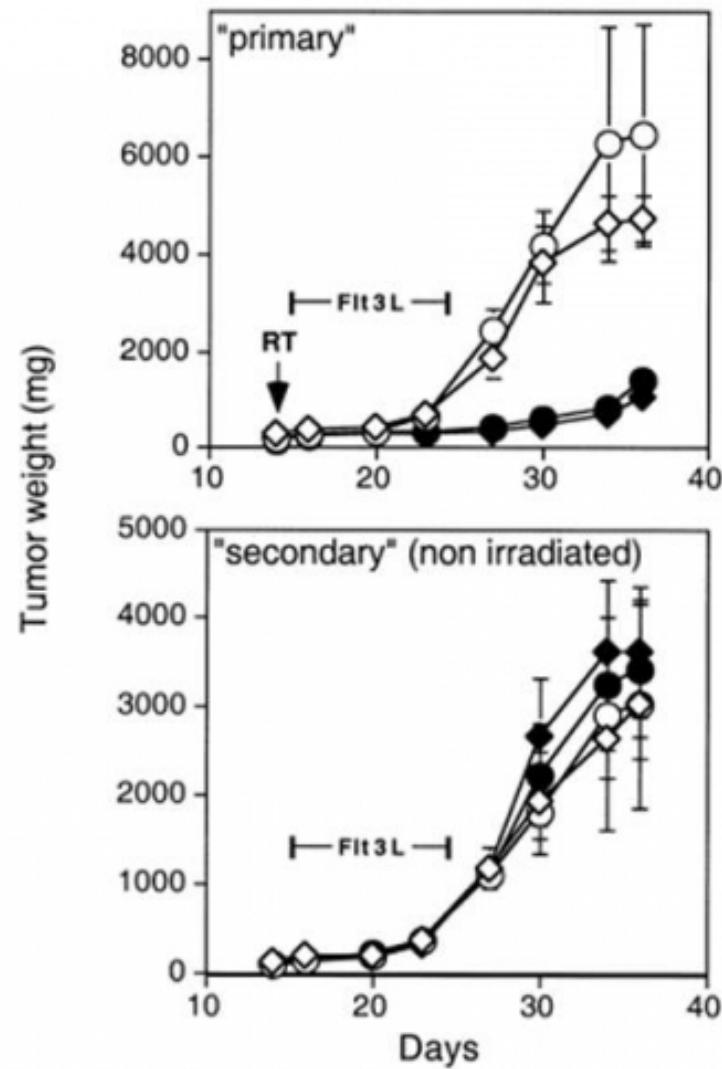 "primary"
8000
6000
4000
2000
0
Flt3L
RT
10
20
30
40
Tumor weight (mg)
"secondary" (non irradiated)
5000
4000
3000
2000
1000
0
Flt3L
10
20
30
40
Days